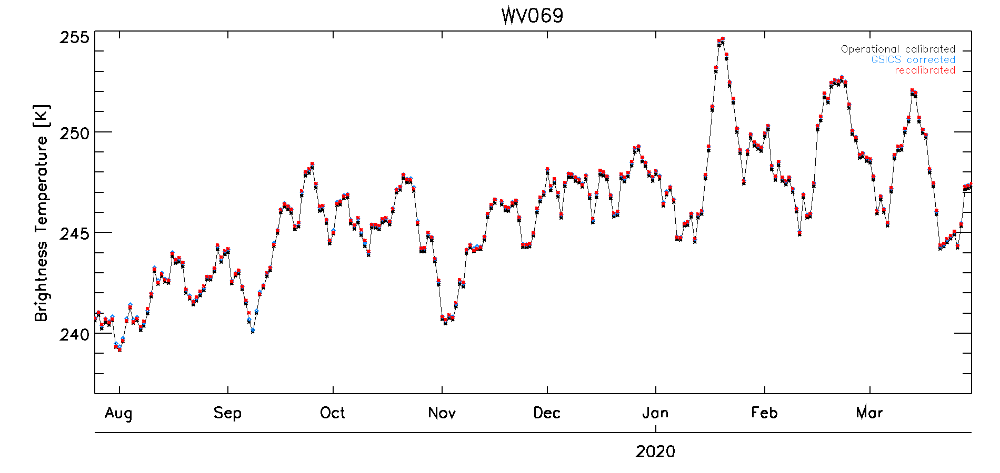 WV069
Operational calibrated
GSICS corrected
recalibrated
Brightness Temperature [K]
255
250
245
240
Aug Sep Oct Nov Dec Jan Feb Mar
2020